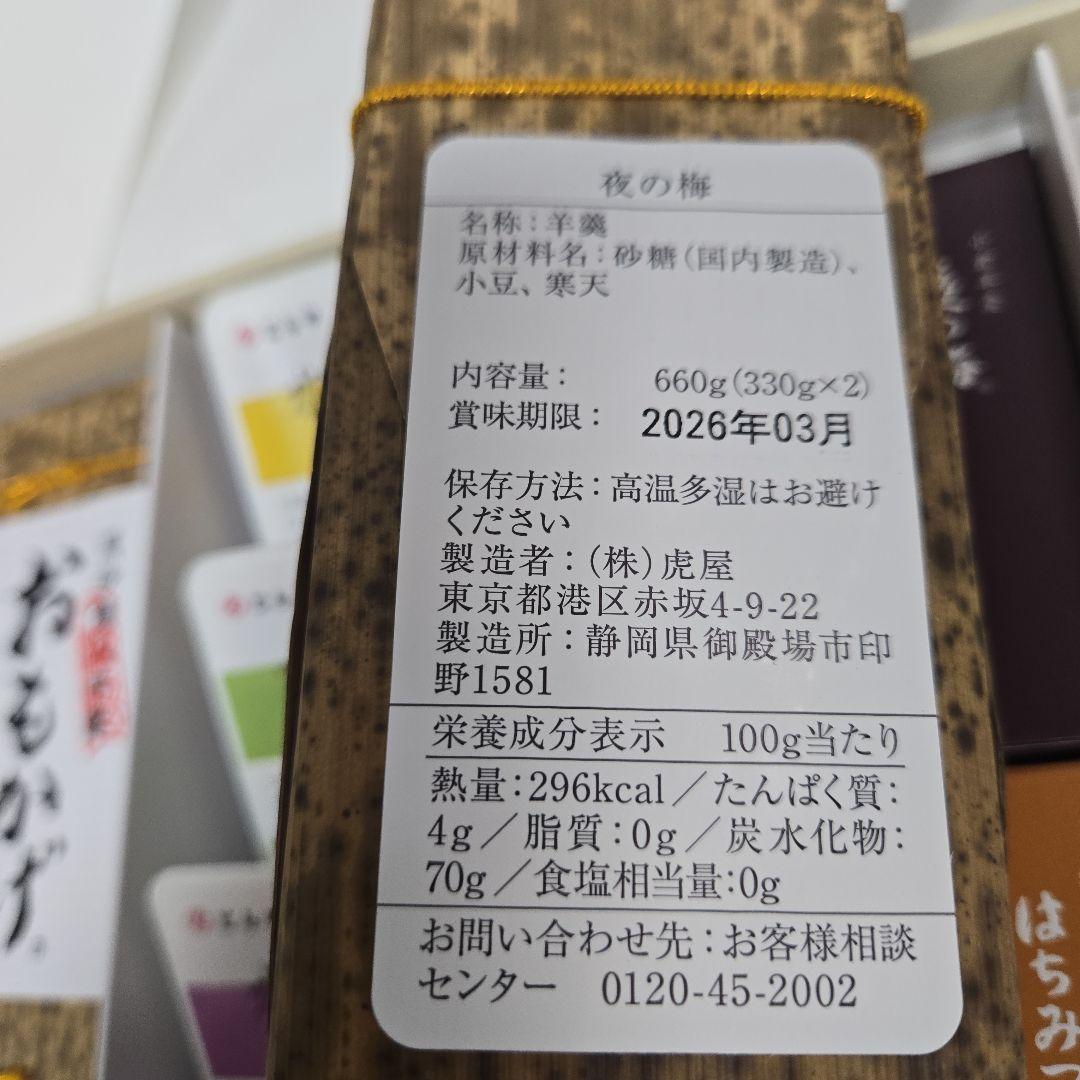 夜の梅
名称：羊羹
原材料名：砂糖(国内製造)、
小豆、寒天
内容量： 660g(330g×2)
賞味期限： 2026年03月
保存方法：高温多湿はお避け
ください
製造者：(株)虎屋
東京都港区赤坂4-9-22
製造所：静岡県御殿場市印
野1581
栄養成分表示 100g当たり
熱量：296kcal／たんぱく質：
4g／脂質：0g／炭水化物：
70g／食塩相当量：0g
お問い合わせ先：お客様相談
センター 0120-45-2002
おもかげ。
はちみつ